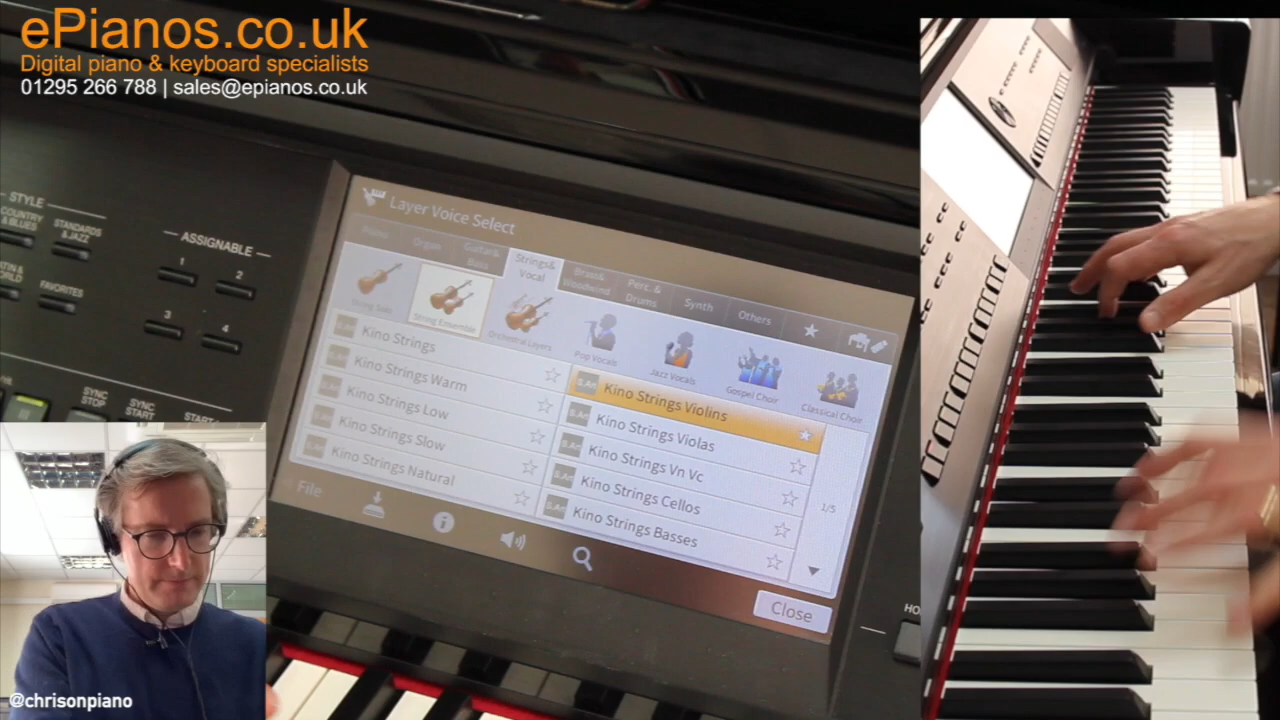 ePianos.co.uk
Digital piano & keyboard specialists
01295 266 788 | sales@epianos.co.uk
STYLE
COUNTRY & BLUES
STANDARDS & JAZZ
FAVORITES
ASSIGNABLE
1
2
3
4
SYNC STOP
SYNC START
Layer Voice Select
Piano
Organ
Guitar& Bass
Strings& Vocal
Brass& Woodwind
Perc. & Drums
Synth
Others
String Solo
String Ensemble
Orchestral Layers
Pop Vocals
Jazz Vocals
Gospel Choir
Classical Choir
Kino Strings
Kino Strings Warm
Kino Strings Low
Kino Strings Slow
Kino Strings Natural
S.Art
Kino Strings Violins
Kino Strings Violas
Kino Strings Vn Vc
Kino Strings Cellos
Kino Strings Basses
1/5
File
Close
@chrisonpiano